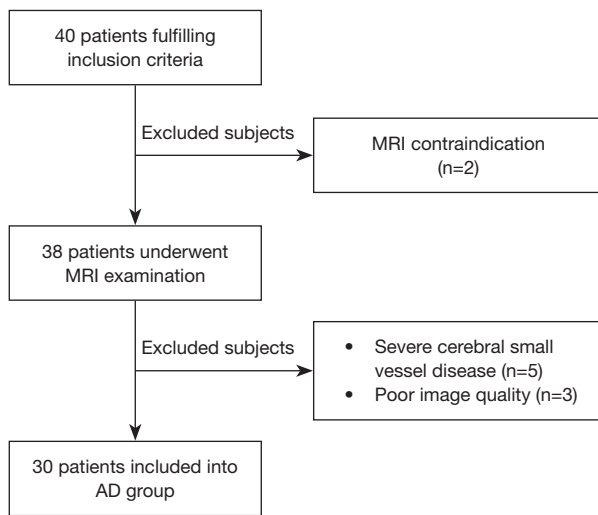 40 patients fulfilling
inclusion criteria
Excluded subjects
MRI contraindication
(n=2)
38 patients underwent
MRI examination
Excluded subjects
• Severe cerebral small
vessel disease (n=5)
• Poor image quality (n=3)
30 patients included into
AD group